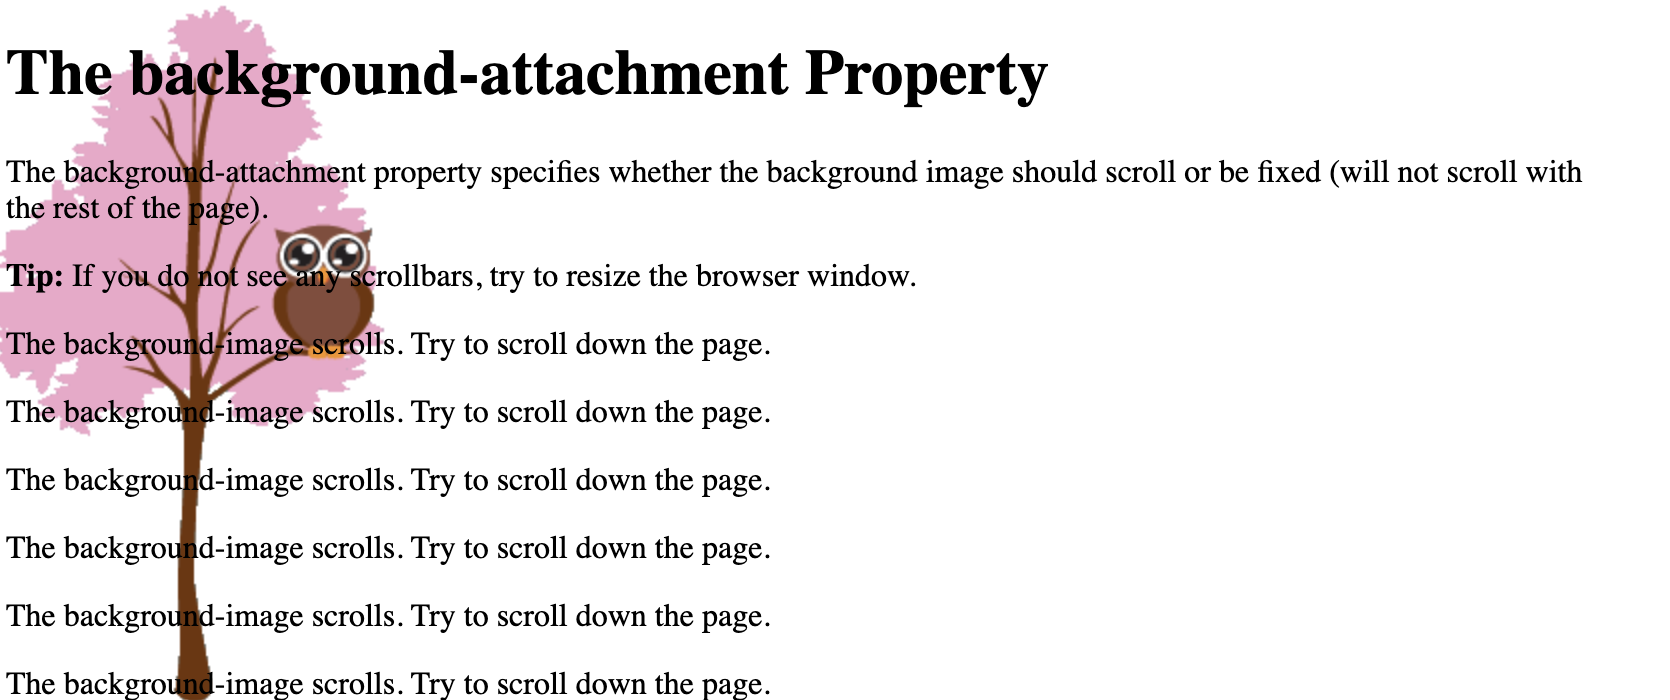 The background-attachment Property
The background-attachment property specifies whether the background image should scroll or be fixed (will not scroll with
the rest of the page).
Tip: If you do not see any scrollbars, try to resize the browser window.
The background-image scrolls. Try to scroll down the page.
The background-image scrolls. Try to scroll down the page.
The background-image scrolls. Try to scroll down the page.
The background-image scrolls. Try to scroll down the page.
The background-image scrolls. Try to scroll down the page.
The background-image scrolls. Try to scroll down the page.